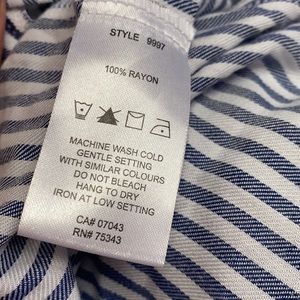 STYLE 9997
100% RAYON
MACHINE WASH COLD
GENTLE SETTING
WITH SIMILAR COLOURS
DO NOT BLEACH
HANG TO DRY
IRON AT LOW SETTING
CA# 07043
RN# 75343